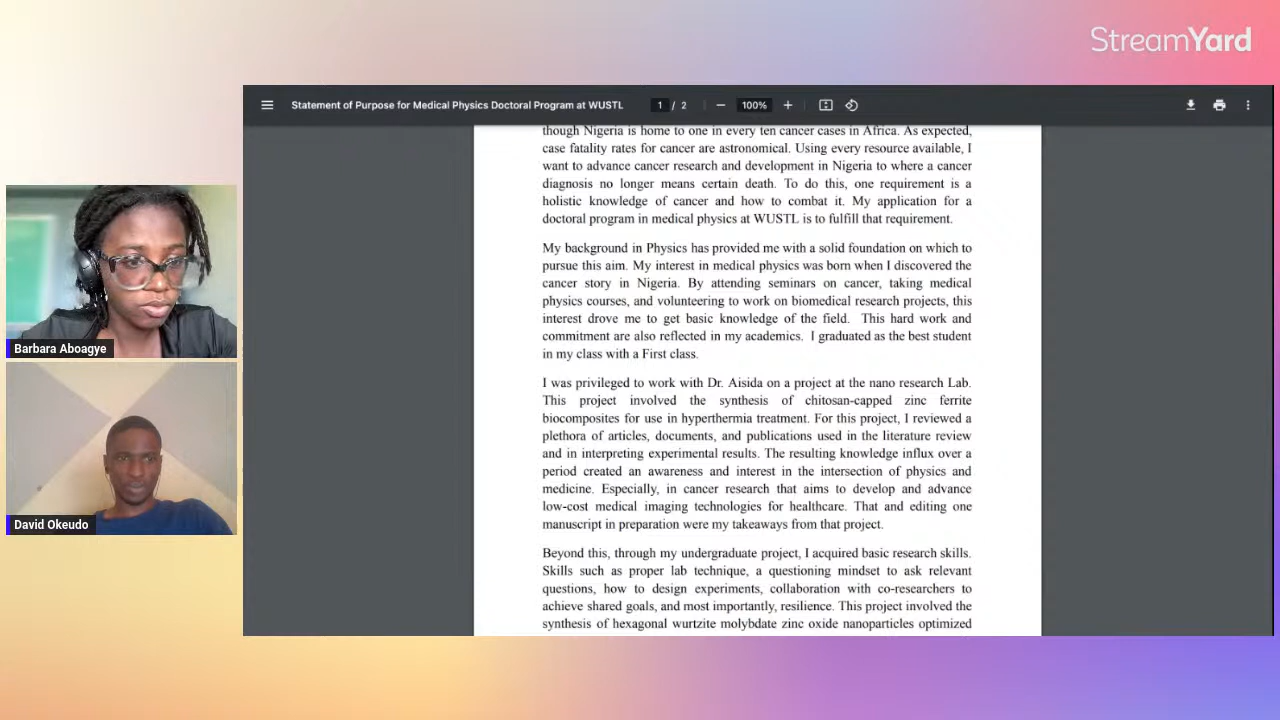 StreamYard
Statement of Purpose for Medical Physics Doctoral Program at WUSTL
1 / 2
100%
though Nigeria is home to one in every ten cancer cases in Africa. As expected,
case fatality rates for cancer are astronomical. Using every resource available, I
want to advance cancer research and development in Nigeria to where a cancer
diagnosis no longer means certain death. To do this, one requirement is a
holistic knowledge of cancer and how to combat it. My application for a
doctoral program in medical physics at WUSTL is to fulfill that requirement.
My background in Physics has provided me with a solid foundation on which to
pursue this aim. My interest in medical physics was born when I discovered the
cancer story in Nigeria. By attending seminars on cancer, taking medical
physics courses, and volunteering to work on biomedical research projects, this
interest drove me to get basic knowledge of the field. This hard work and
commitment are also reflected in my academics. I graduated as the best student
in my class with a First class.
I was privileged to work with Dr. Aisida on a project at the nano research Lab.
This project involved the synthesis of chitosan-capped zinc ferrite
biocomposites for use in hyperthermia treatment. For this project, I reviewed a
plethora of articles, documents, and publications used in the literature review
and in interpreting experimental results. The resulting knowledge influx over a
period created an awareness and interest in the intersection of physics and
medicine. Especially, in cancer research that aims to develop and advance
low-cost medical imaging technologies for healthcare. That and editing one
manuscript in preparation were my takeaways from that project.
Beyond this, through my undergraduate project, I acquired basic research skills.
Skills such as proper lab technique, a questioning mindset to ask relevant
questions, how to design experiments, collaboration with co-researchers to
achieve shared goals, and most importantly, resilience. This project involved the
synthesis of hexagonal wurtzite molybdate zinc oxide nanoparticles optimized
Barbara Aboagye
David Okeudo